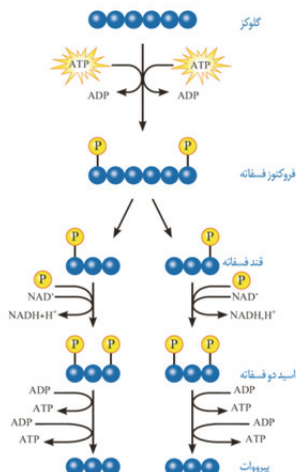 گلوکز
ATP ATP
ADP ADP
P P
فروکتوز فسفاته
P P
قند فسفاته
P P
NAD⁺ NAD⁺
NADH+H⁺ NADH,H⁺
P P P P
اسید دو فسفاته
ADP ADP
ATP ATP
ADP ADP
ATP ATP
پیرووات